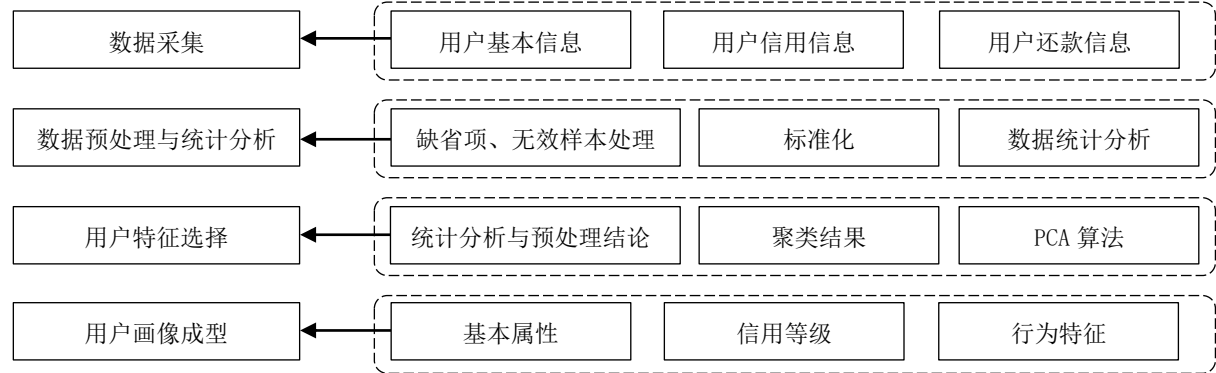 数据采集
用户基本信息
用户信用信息
用户还款信息
数据预处理与统计分析
缺省项、无效样本处理
标准化
数据统计分析
用户特征选择
统计分析与预处理结论
聚类结果
PCA 算法
用户画像成型
基本属性
信用等级
行为特征